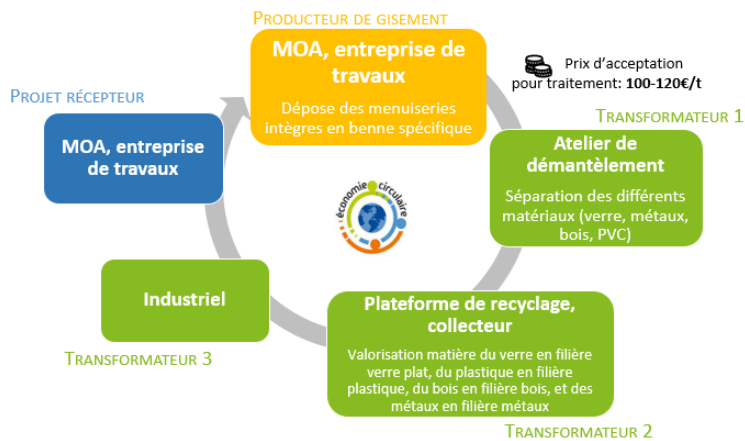 PRODUCTEUR DE GISEMENT
MOA, entreprise de
travaux
Dépose des menuiseries
intègres en benne spécifique
Prix d'acceptation
pour traitement: 100-120€/t
PROJET RÉCEPTEUR
MOA, entreprise
de travaux
TRANSFORMATEUR 1
Atelier de
démantèlement
Séparation des différents
matériaux (verre, métaux,
bois, PVC)
économie circulaire
Industriel
TRANSFORMATEUR 3
Plateforme de recyclage,
collecteur
Valorisation matière du verre en filière
verre plat, du plastique en filière
plastique, du bois en filière bois, et des
métaux en filière métaux
TRANSFORMATEUR 2